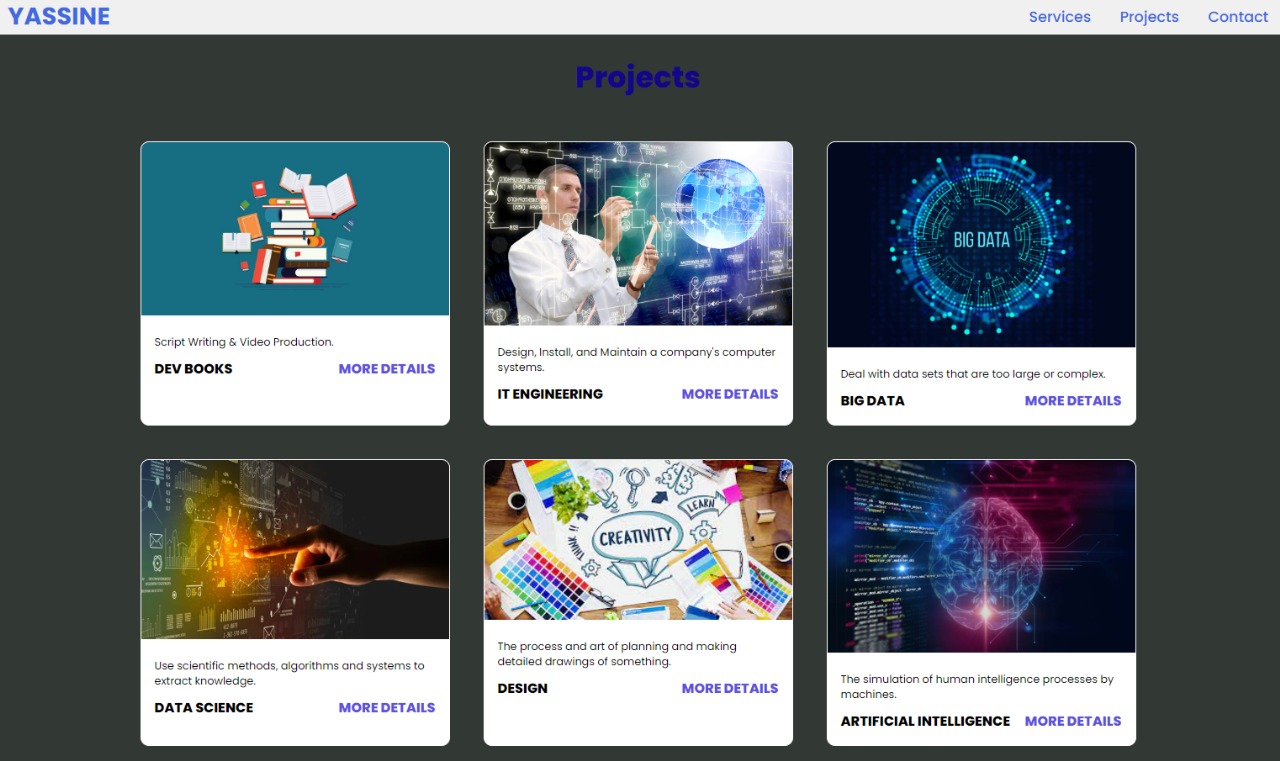 YASSINE
Services Projects Contact
Projects
Script Writing & Video Production.
DEV BOOKS MORE DETAILS
Design, Install, and Maintain a company's computer
systems.
IT ENGINEERING MORE DETAILS
BIG DATA
Deal with data sets that are too large or complex.
BIG DATA MORE DETAILS
Use scientific methods, algorithms and systems to
extract knowledge.
DATA SCIENCE MORE DETAILS
CREATIVITY
LEARN
THINK
The process and art of planning and making
detailed drawings of something.
DESIGN MORE DETAILS
The simulation of human intelligence processes by
machines.
ARTIFICIAL INTELLIGENCE MORE DETAILS